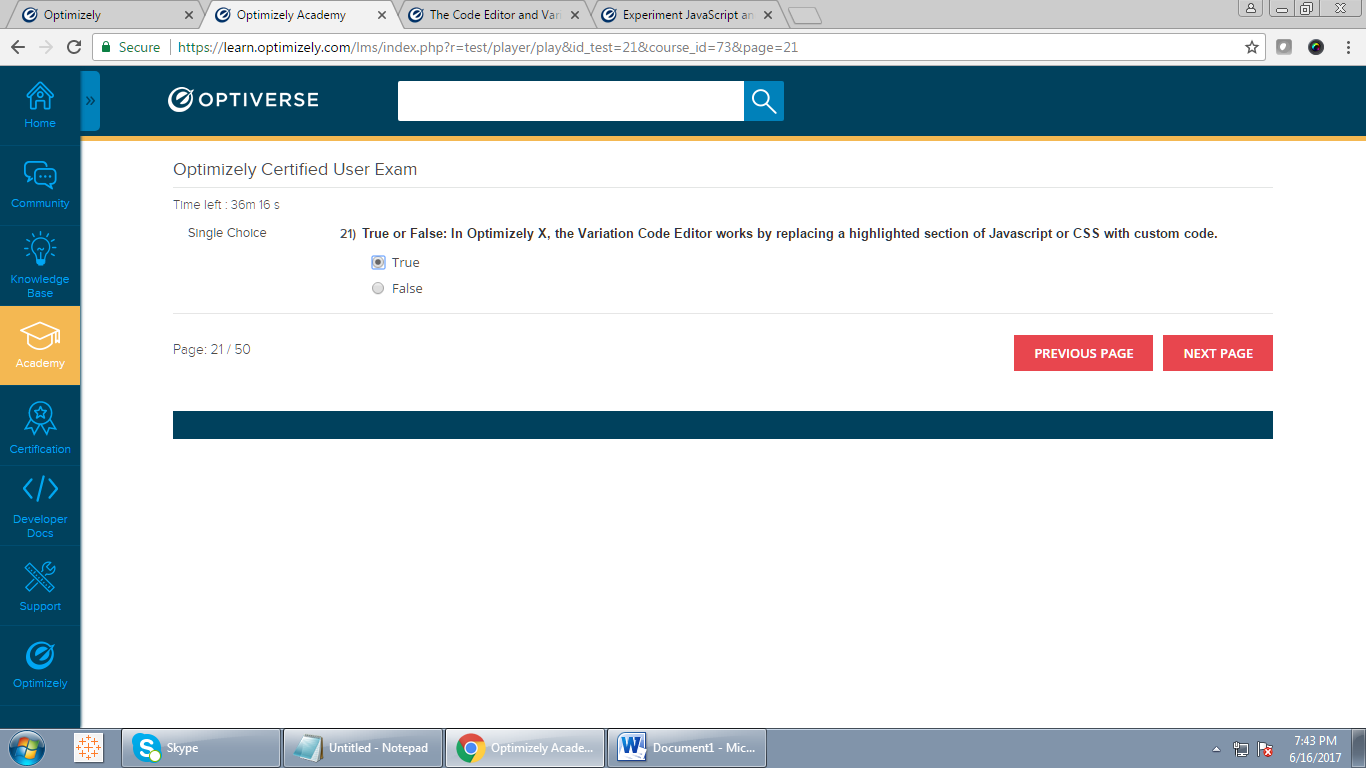 Optimizely
Optimizely Academy
The Code Editor and Vari
Experiment JavaScript an
Secure
https://learn.optimizely.com/lms/index.php?r=test/player/play&id_test=21&course_id=73&page=21
Home
Community
Knowledge
Base
Academy
Certification
Developer
Docs
Support
Optimizely
»
OPTIVERSE
Optimizely Certified User Exam
Time left : 36m 16 s
Single Choice
21) True or False: In Optimizely X, the Variation Code Editor works by replacing a highlighted section of Javascript or CSS with custom code.
True
False
Page: 21 / 50
PREVIOUS PAGE
NEXT PAGE
Skype
Untitled - Notepad
Optimizely Acade...
Document1 - Mic...
7:43 PM
6/16/2017